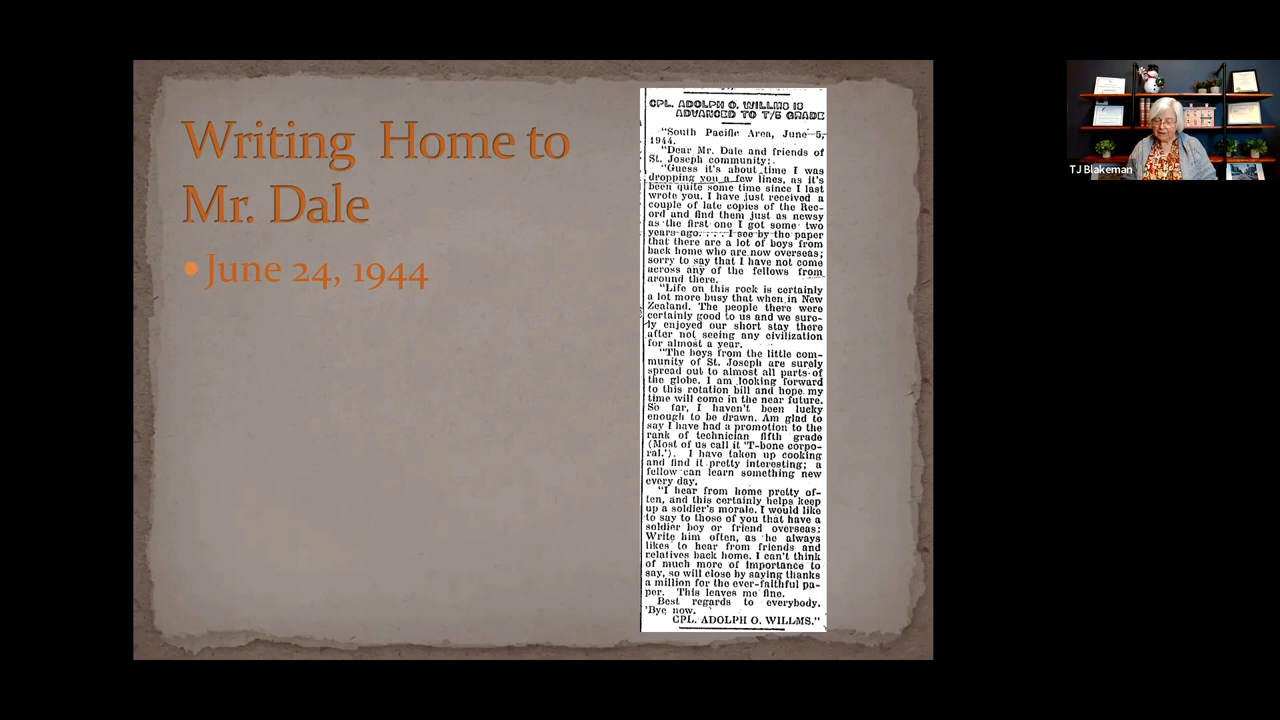 Writing Home to
Mr. Dale
• June 24, 1944
CPL. ADOLPH O. WILLMS IS
ADVANCED TO T/5 GRADE
"South Pacific Area, June 5,
1944.
"Dear Mr. Dale and friends of
St. Joseph community:
"Guess it's about time I was
dropping you a few lines, as it's
been quite some time since I last
wrote you. I have just received a
couple of late copies of the Rec-
ord and find them just as newsy
as the first one I got some two
years ago. . . . I see by the paper
that there are a lot of boys from
back home who are now overseas;
sorry to say that I have not come
across any of the fellows from
around there.
"Life on this rock is certainly
a lot more busy that when in New
Zealand. The people there were
certainly good to us and we sure-
ly enjoyed our short stay there
after not seeing any civilization
for almost a year.
"The boys from the little com-
munity of St. Joseph are surely
spread out to almost all parts of
the globe. I am looking forward
to this rotation bill and hope my
time will come in the near future.
So far, I haven't been lucky
enough to be drawn. Am glad to
say I have had a promotion to the
rank of technician fifth grade
(Most of us call it 'T-bone corpo-
ral.'). I have taken up cooking
and find it pretty interesting; a
fellow can learn something new
every day.
"I hear from home pretty of-
ten, and this certainly helps keep
up a soldier's morale. I would like
to say to those of you that have a
soldier boy or friend overseas:
Write him often, as he always
likes to hear from friends and
relatives back home. I can't think
of much more of importance to
say, so will close by saying thanks
a million for the ever-faithful pa-
per. This leaves me fine.
Best regards to everybody.
'Bye now.
CPL. ADOLPH O. WILLMS."
TJ Blakeman